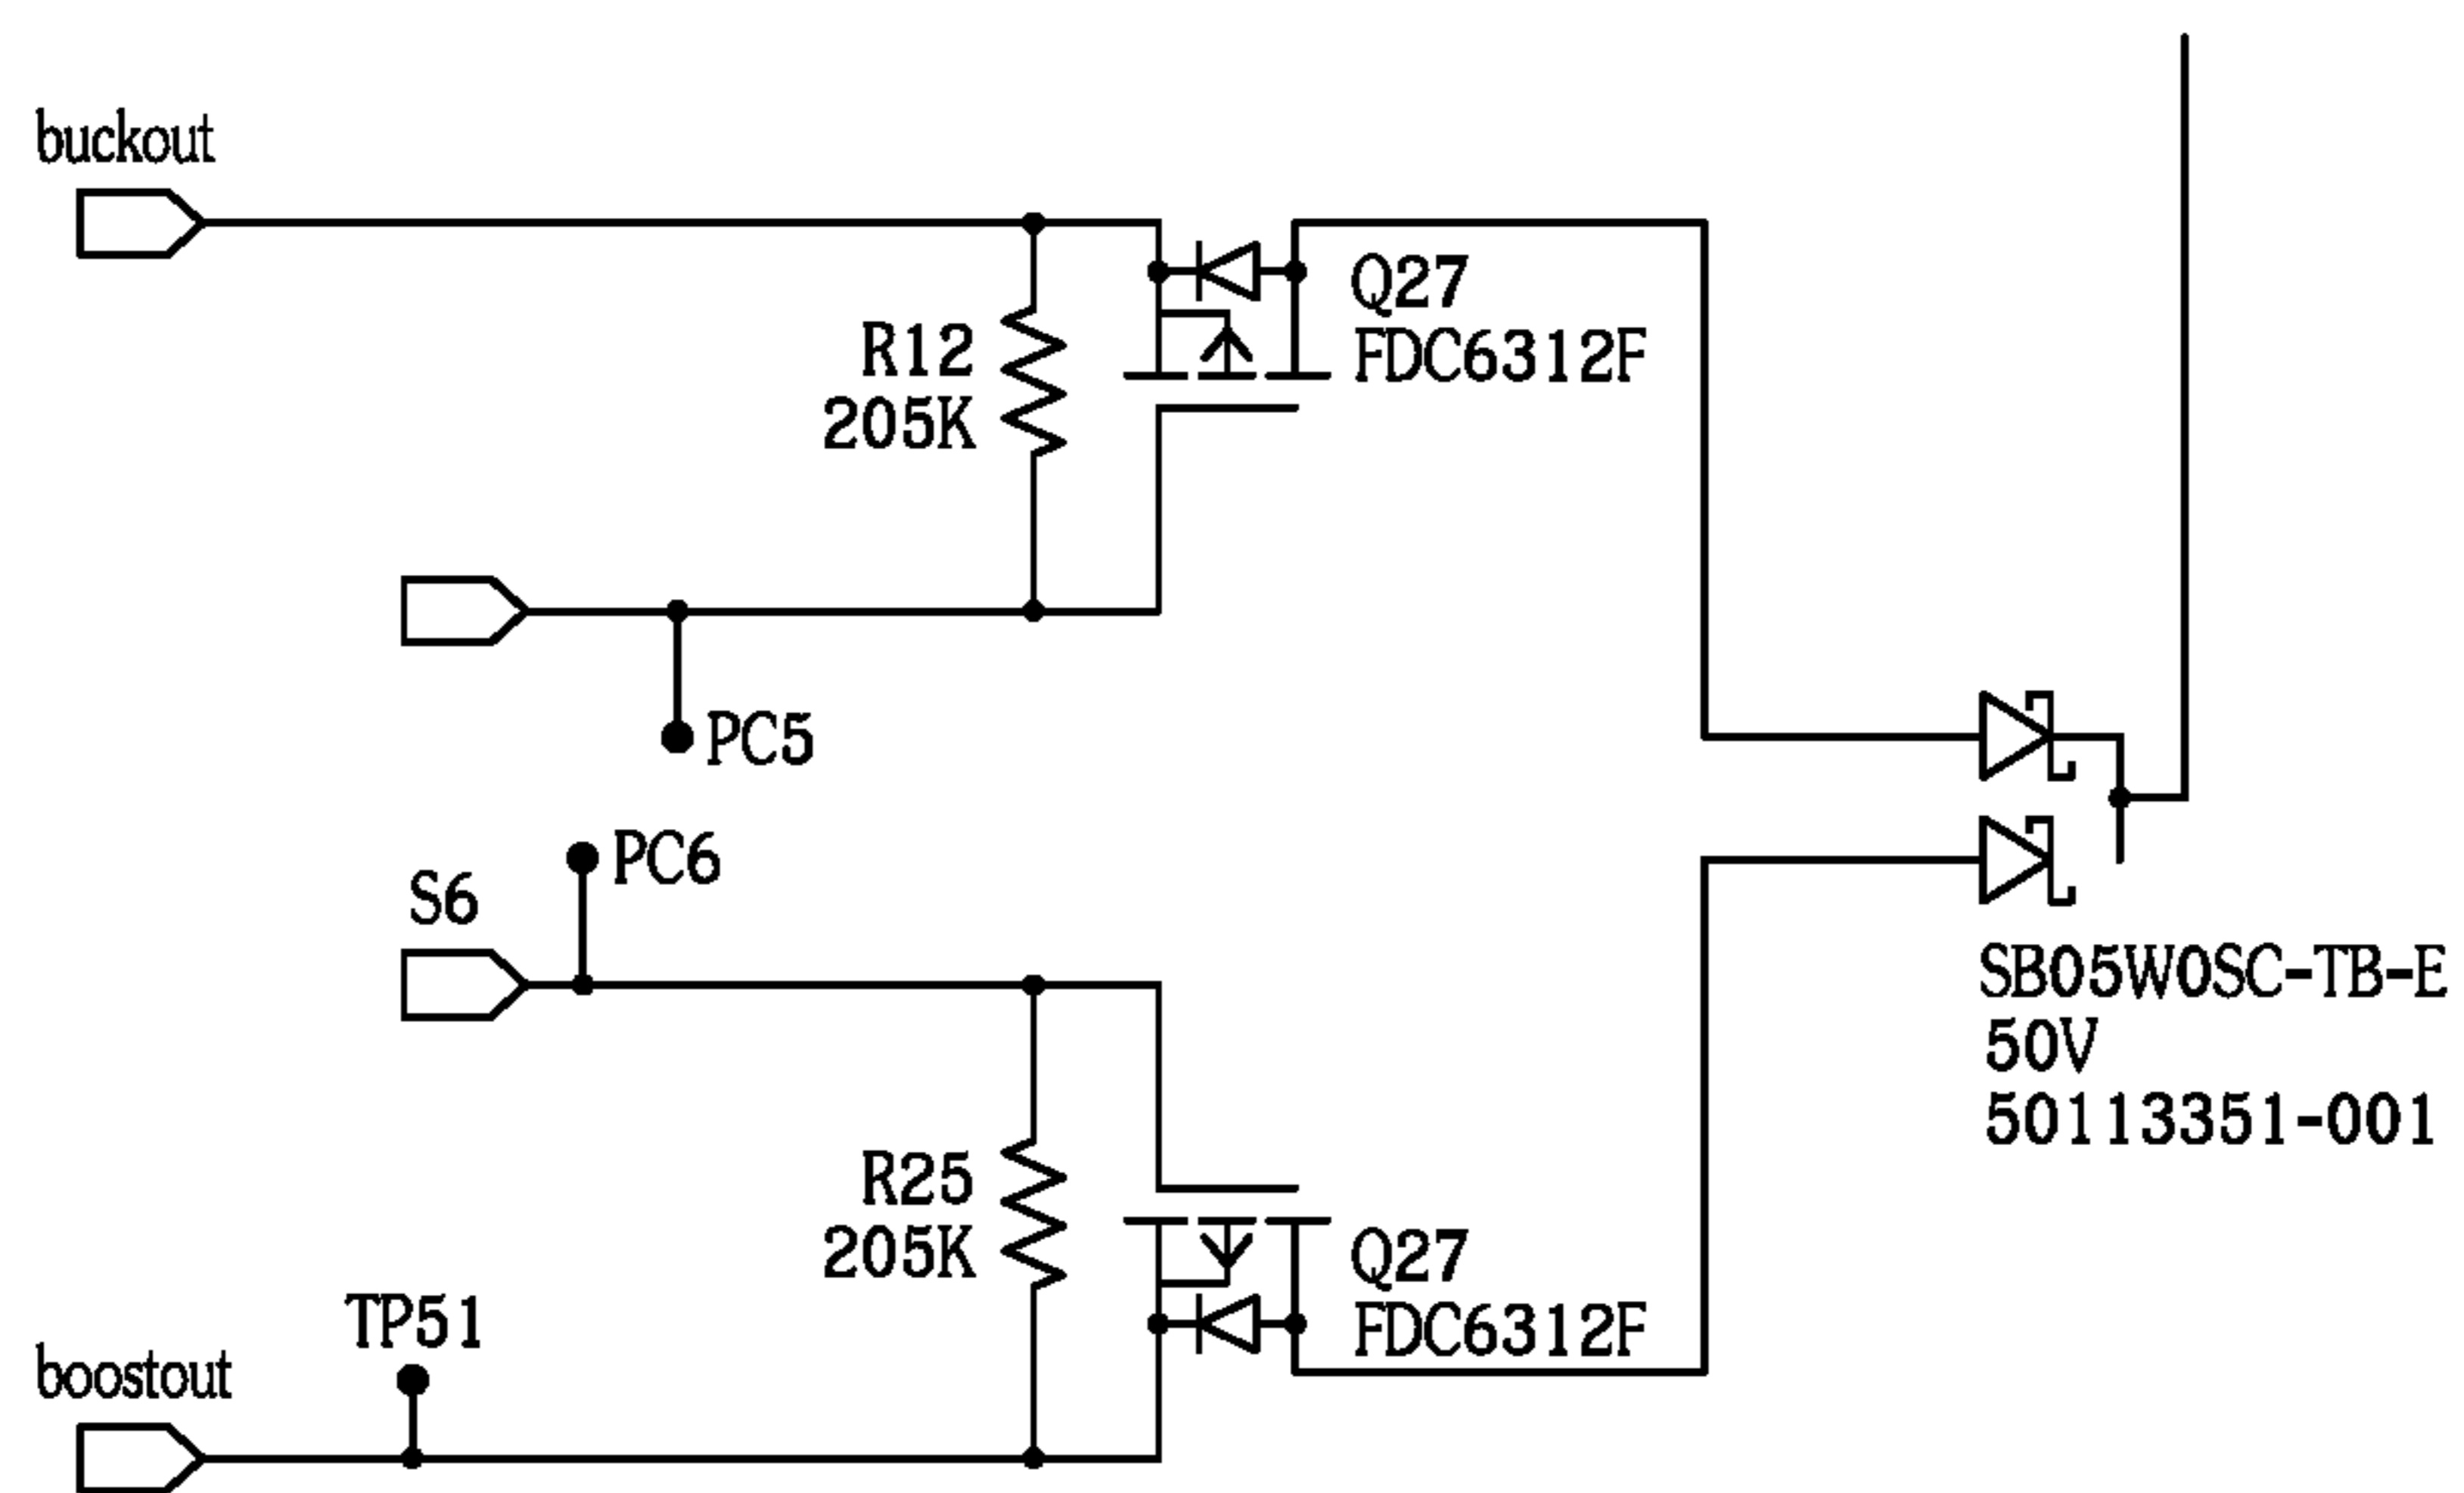 buckout
Q27
FDC6312F
R12
205K
PC5
PC6
S6
SB05W0SC-TB-E
50V
50113351-001
R25
205K
Q27
FDC6312F
TP51
boostout